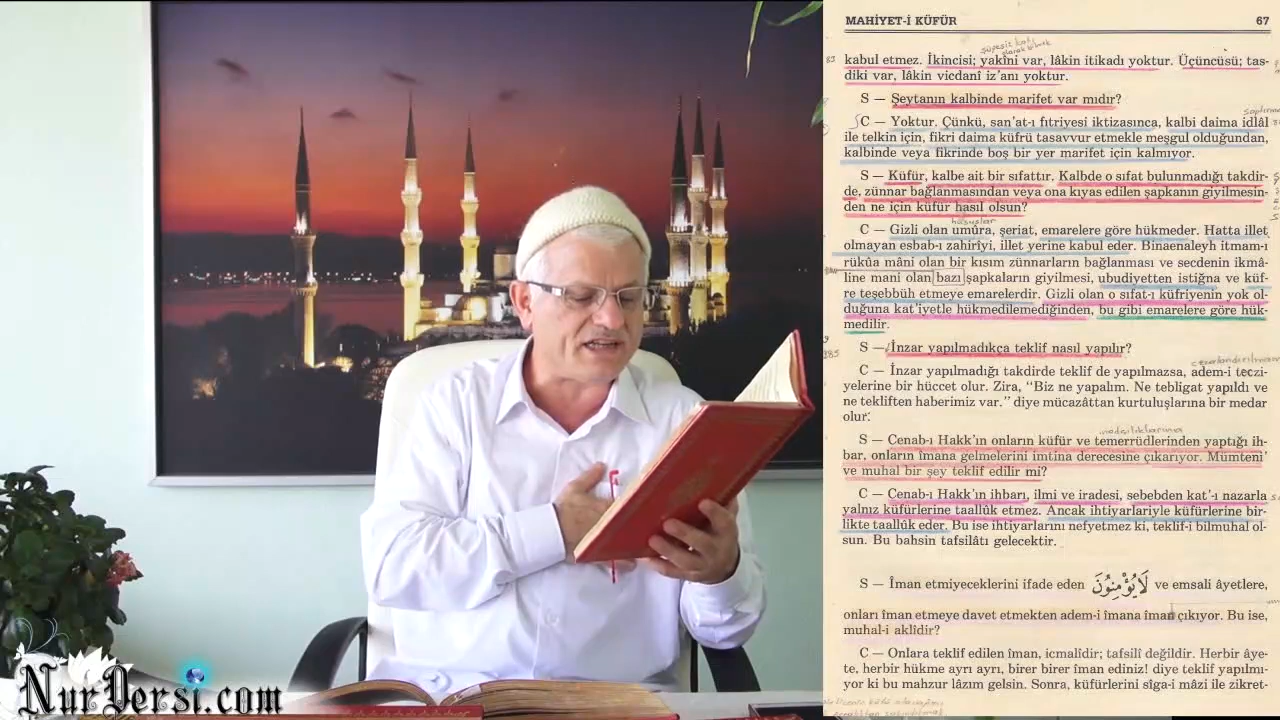 MAHİYET-İ KÜFÜR 67
kabul etmez. İkincisi; yakîni var, lâkin itikadı yoktur. Üçüncüsü; tas-
diki var, lâkin vicdanî iz'anı yoktur.
S — Şeytanın kalbinde marifet var mıdır?
C — Yoktur. Çünkü, san'at-ı fıtriyesi iktizasınca, kalbi daima idlâl
ile telkin için, fikri daima küfrü tasavvur etmekle meşgul olduğundan,
kalbinde veya fikrinde boş bir yer marifet için kalmıyor.
S — Küfür, kalbe ait bir sıfattır. Kalbde o sıfat bulunmadığı takdir-
de, zünnar bağlanmasından veya ona kıyas edilen şapkanın giyilmesin-
den ne için küfür hasıl olsun?
C — Gizli olan umûra, şeriat, emarelere göre hükmeder. Hatta illet
olmayan esbab-ı zahirîyi, illet yerine kabul eder. Binaenaleyh itmam-ı
rükûa mâni olan bir kısım zünnarların bağlanması ve secdenin ikmâ-
line mani olan bazı şapkaların giyilmesi, ubudiyetten istiğna ve küf-
re teşebbüh etmeye emarelerdir. Gizli olan o sıfat-ı küfriyenin yok ol-
duğuna kat'iyetle hükmedilemediğinden, bu gibi emarelere göre hük-
medilir.
S — İnzar yapılmadıkça teklif nasıl yapılır?
C — İnzar yapılmadığı takdirde teklif de yapılmazsa, adem-i teczi-
yelerine bir hüccet olur. Zira, "Biz ne yapalım. Ne tebligat yapıldı ve
ne tekliften haberimiz var." diye mücazâttan kurtuluşlarına bir medar
olur.
S — Cenab-ı Hakk'ın onların küfür ve temerrüdlerinden yaptığı ih-
bar, onların îmana gelmelerini imtina derecesine çıkarıyor. Mümteni'
ve muhal bir şey teklif edilir mi?
C — Cenab-ı Hakk'ın ihbarı, ilmi ve iradesi, sebebden kat'-ı nazarla
yalnız küfürlerine taallûk etmez. Ancak ihtiyarlariyle küfürlerine bir-
likte taallûk eder. Bu ise ihtiyarlarını nefyetmez ki, teklif-i bilmuhal ol-
sun. Bu bahsin tafsilâtı gelecektir.
S — Îman etmiyeceklerini ifade eden لَايُؤْمِنُونَ ve emsali âyetlere,
onları îman etmeye davet etmekten adem-i îmana îman çıkıyor. Bu ise,
muhal-i aklîdir?
C — Onlara teklif edilen îman, icmalîdir; tafsilî değildir. Herbir âye-
te, herbir hükme ayrı ayrı, birer birer îman ediniz! diye teklif yapılmı-
yor ki bu mahzur lâzım gelsin. Sonra, küfürlerini sîga-i mâzi ile zikret-
NurDersi.com